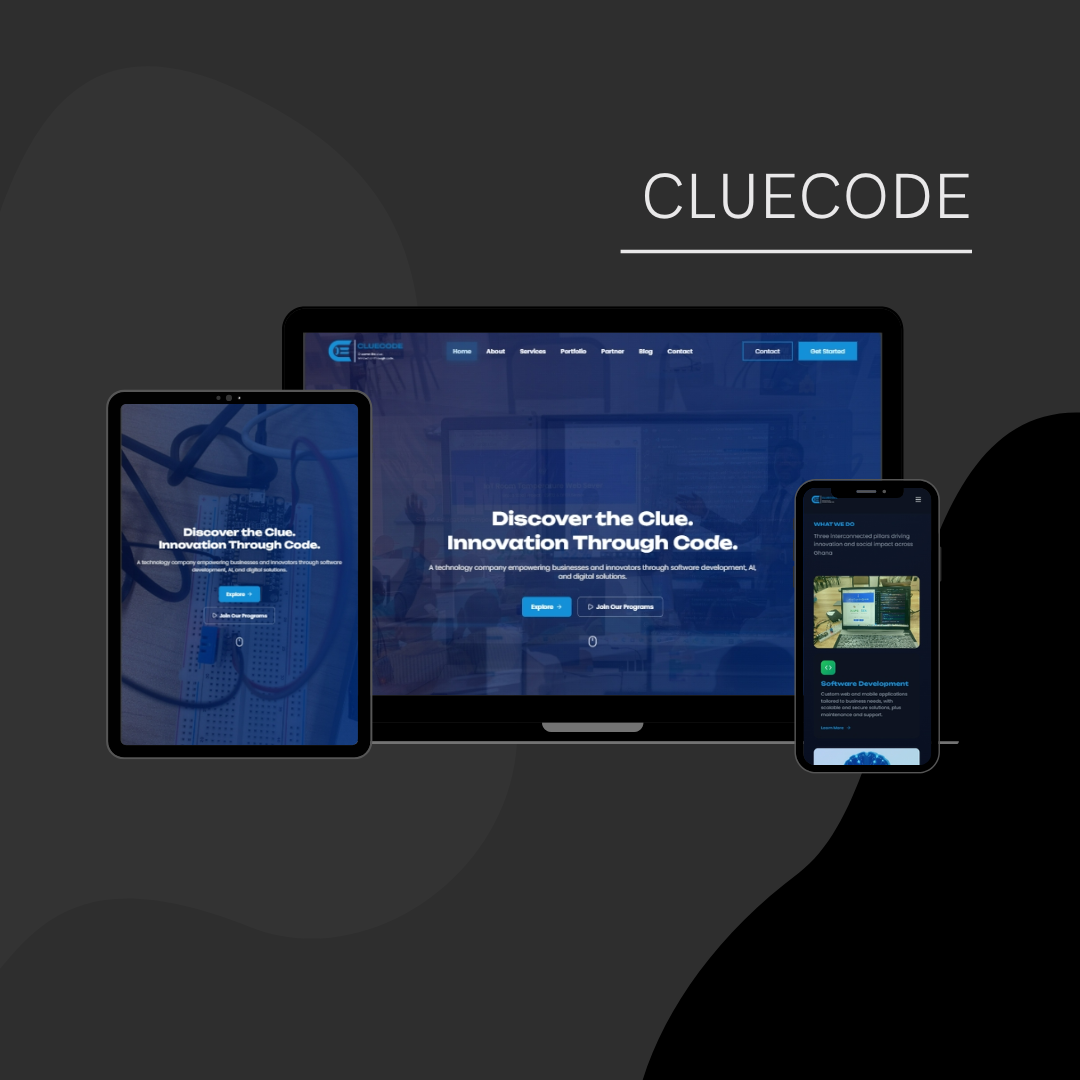 CLUECODE
CLUECODE
Home About Services Portfolio Partner Blog Contact
Contact
Get Started
Discover the Clue.
Innovation Through Code.
A technology company empowering businesses and innovators through software development, AI,
and digital solutions.
Explore →
Join Our Programs
Discover the Clue.
Innovation Through Code.
A technology company empowering businesses and innovators through software
development, AI, and digital solutions.
Explore →
Join Our Programs
WHAT WE DO
Three interconnected pillars driving
innovation and social impact across
Ghana
Software Development
Custom web and mobile applications
tailored to business needs, with
scalable and secure solutions, plus
maintenance and support.
Learn More →